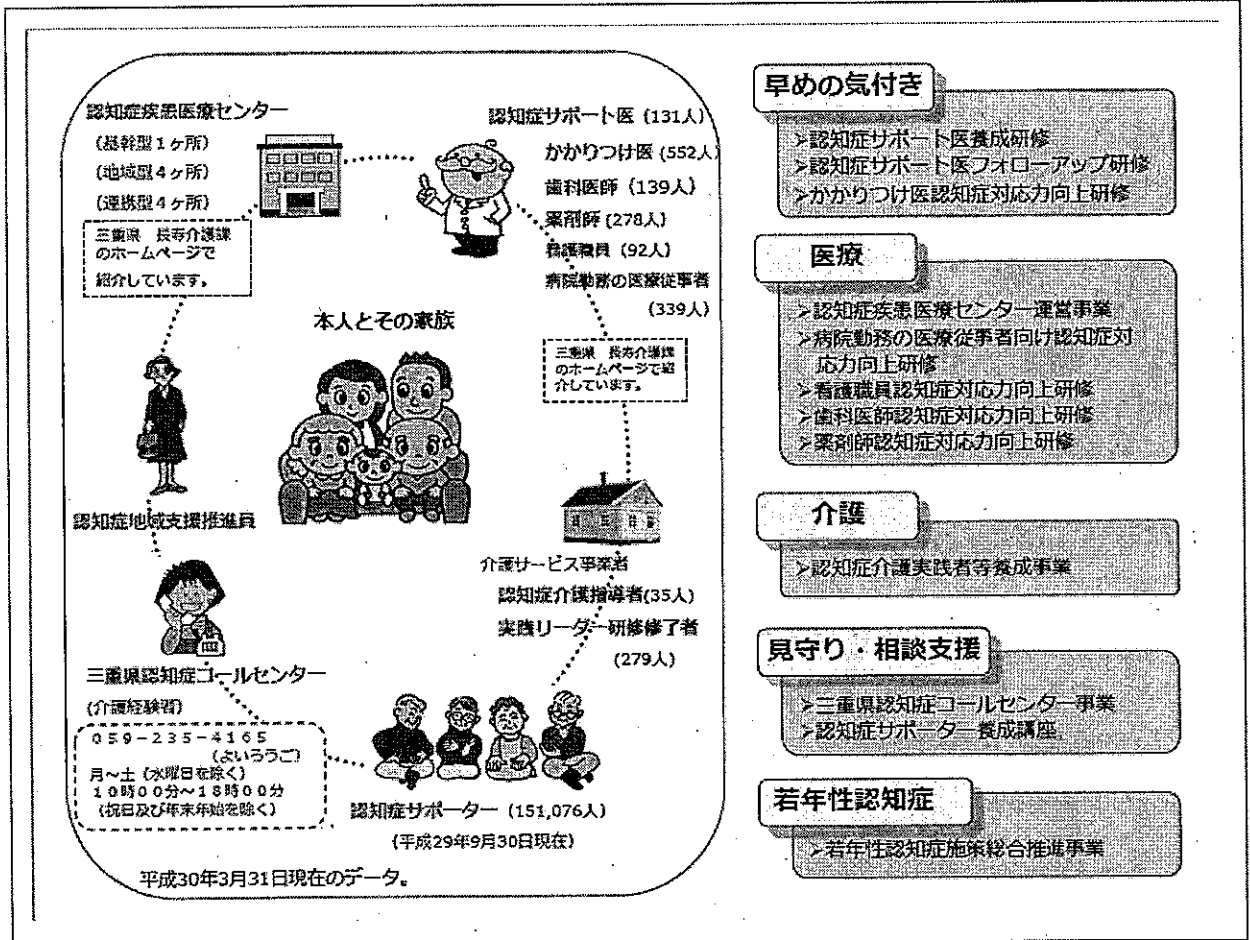 認知症疾患医療センター
(基幹型1ヶ所)
(地域型4ヶ所)
(連携型4ヶ所)
三重県 長寿介護課
のホームページで
紹介しています。
認知症サポート医 (131人)
かかりつけ医 (552人)
歯科医師 (139人)
薬剤師 (278人)
看護職員 (92人)
病院勤務の医療従事者
(339人)
三重県 長寿介護課
のホームページで紹
介しています。
本人とその家族
認知症地域支援推進員
介護サービス事業者
認知症介護指導者(35人)
実践リーダー研修修了者
(279人)
三重県認知症コールセンター
(介護経験者)
059-235-4165
(よいろうご)
月~土 (水曜日を除く)
10時00分~18時00分
(祝日及び年末年始を除く)
認知症サポーター (151,076人)
(平成29年9月30日現在)
平成30年3月31日現在のデータ。
早めの気付き
➢認知症サポート医養成研修
➢認知症サポート医フォローアップ研修
➢かかりつけ医認知症対応力向上研修
医療
➢認知症疾患医療センター運営事業
➢病院勤務の医療従事者向け認知症対
応力向上研修
➢看護職員認知症対応力向上研修
➢歯科医師認知症対応力向上研修
➢薬剤師認知症対応力向上研修
介護
➢認知症介護実践者等養成事業
見守り・相談支援
➢三重県認知症コールセンター事業
➢認知症サポーター養成講座
若年性認知症
➢若年性認知症施策総合推進事業